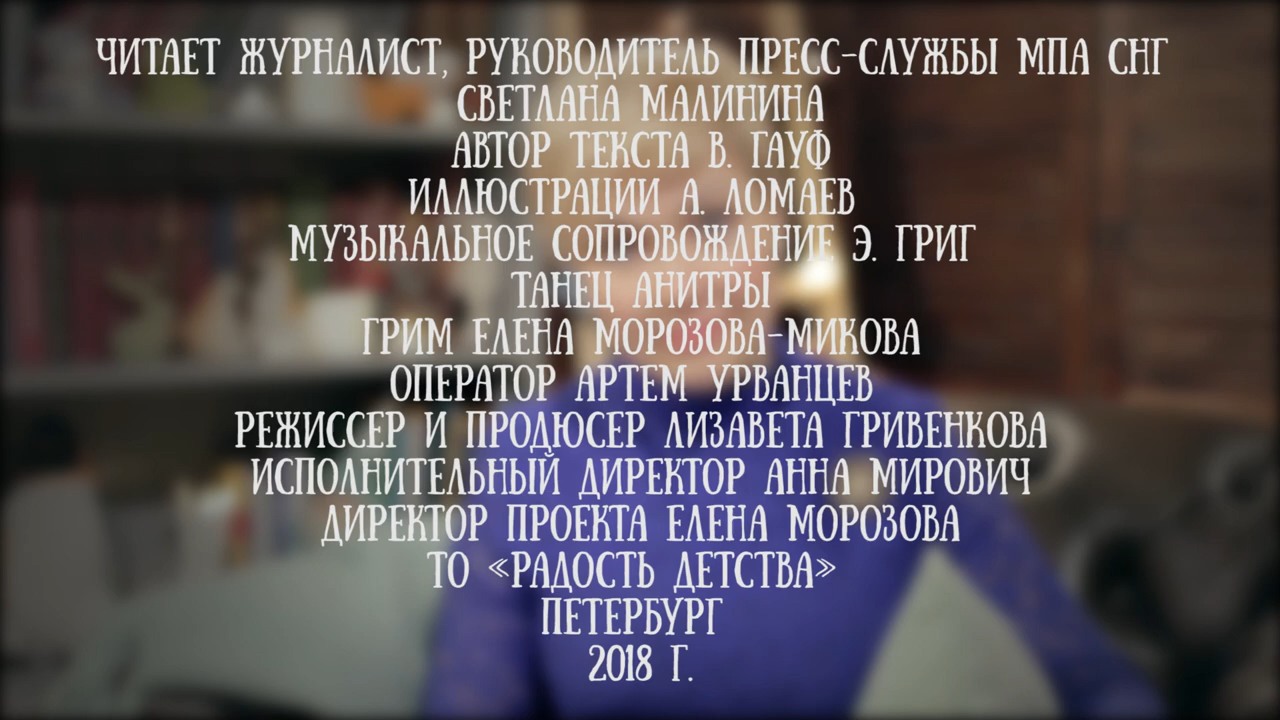 ЧИТАЕТ ЖУРНАЛИСТ, РУКОВОДИТЕЛЬ ПРЕСС-СЛУЖБЫ МПА СНГ
СВЕТЛАНА МАЛИНИНА
АВТОР ТЕКСТА В. ГАУФ
ИЛЛЮСТРАЦИИ А. ЛОМАЕВ
МУЗЫКАЛЬНОЕ СОПРОВОЖДЕНИЕ Э. ГРИГ
ТАНЕЦ АНИТРЫ
ГРИМ ЕЛЕНА МОРОЗОВА-МИКОВА
ОПЕРАТОР АРТЕМ УРВАНЦЕВ
РЕЖИССЕР И ПРОДЮСЕР ЛИЗАВЕТА ГРИВЕНКОВА
ИСПОЛНИТЕЛЬНЫЙ ДИРЕКТОР АННА МИРОВИЧ
ДИРЕКТОР ПРОЕКТА ЕЛЕНА МОРОЗОВА
ТО «РАДОСТЬ ДЕТСТВА»
ПЕТЕРБУРГ
2018 Г.